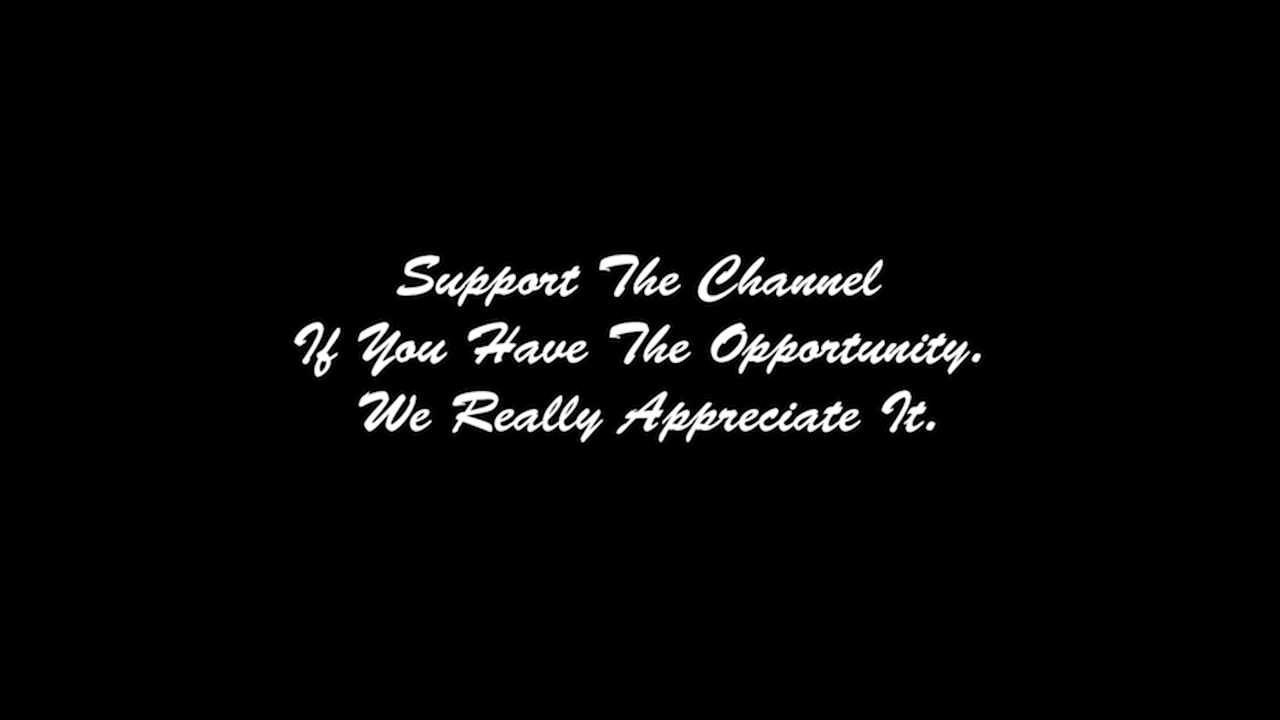 Support The Channel
If You Have The Opportunity.
We Really Appreciate It.